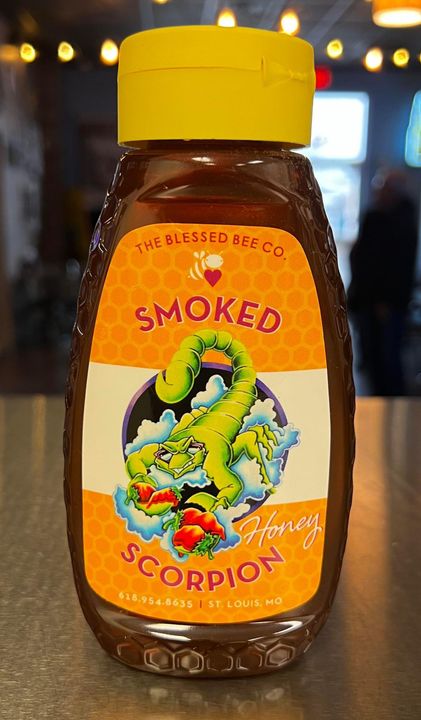 THE BLESSED BEE CO.
SMOKED
Honey
SCORPION
618.954.8635 | ST. LOUIS, MO